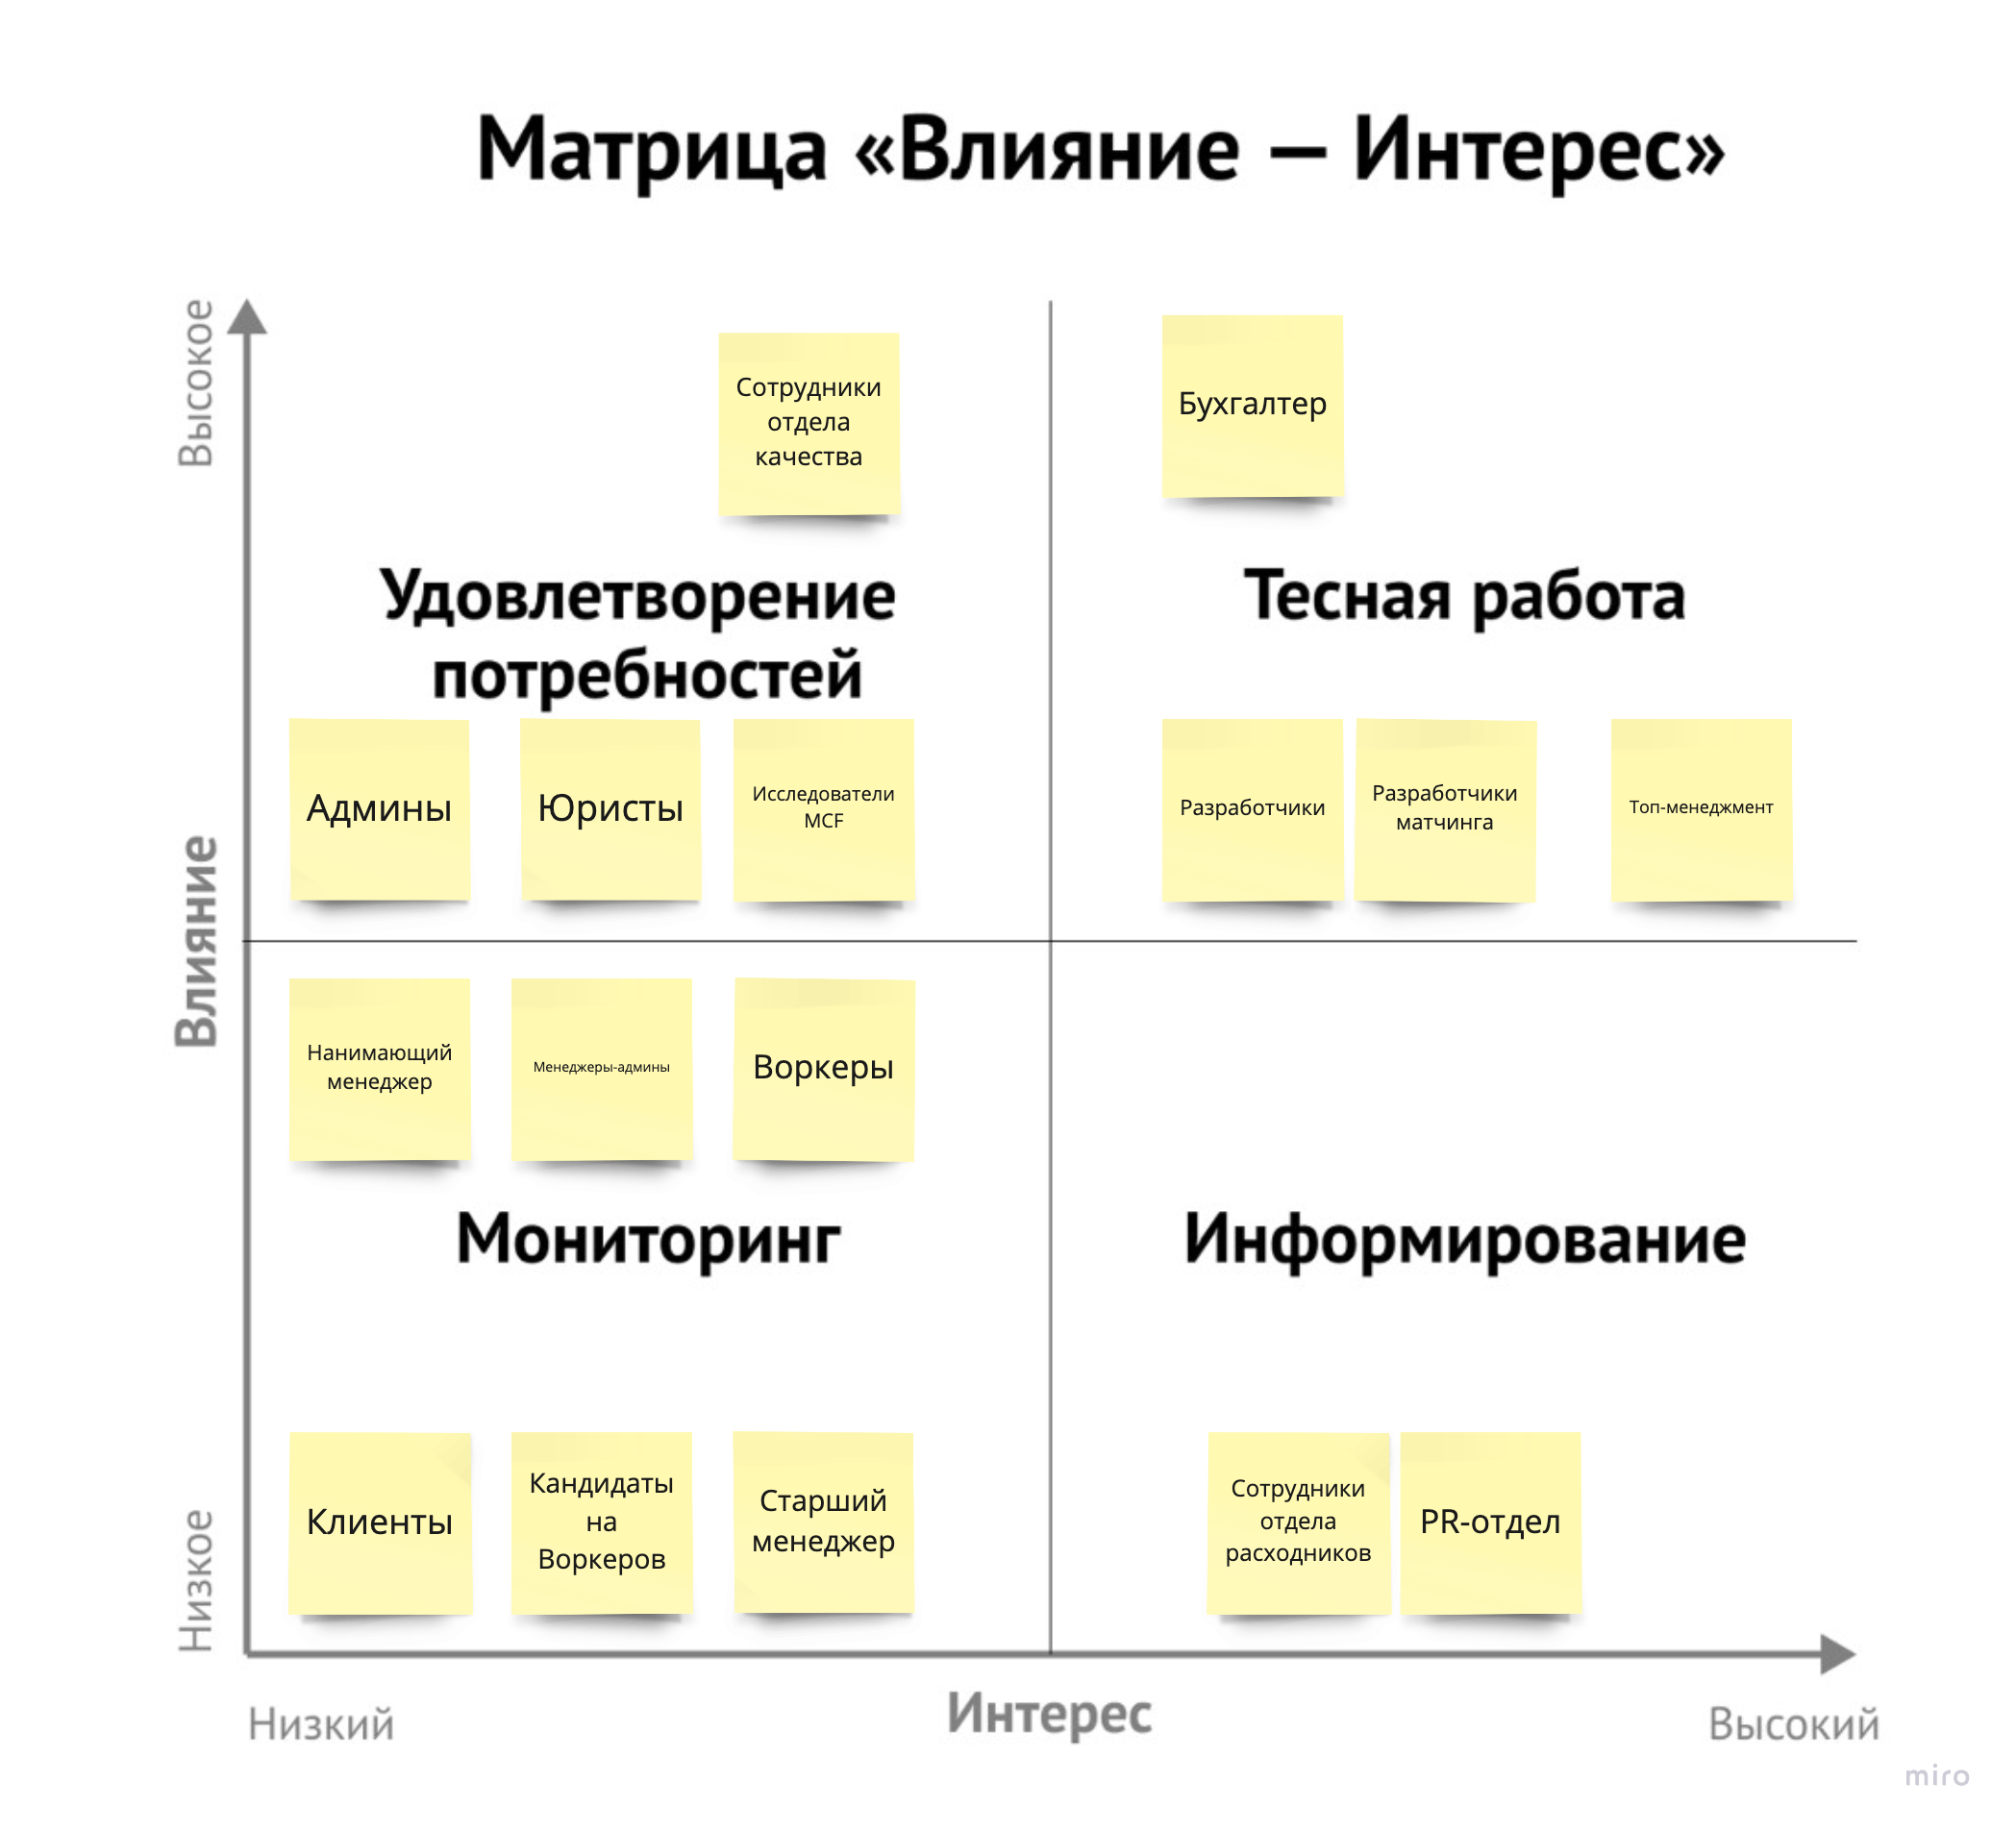 Матрица «Влияние — Интерес»
Высокое
Сотрудники
отдела
качества
Бухгалтер
Удовлетворение
потребностей
Тесная работа
Админы
Юристы
Исследователи
MCF
Разработчики
Разработчики
матчинга
Топ-менеджмент
Влияние
Нанимающий
менеджер
Менеджеры-админы
Воркеры
Мониторинг
Информирование
Клиенты
Кандидаты
на
Воркеров
Старший
менеджер
Сотрудники
отдела
расходников
PR-отдел
Низкое
Низкий
Интерес
Высокий
miro